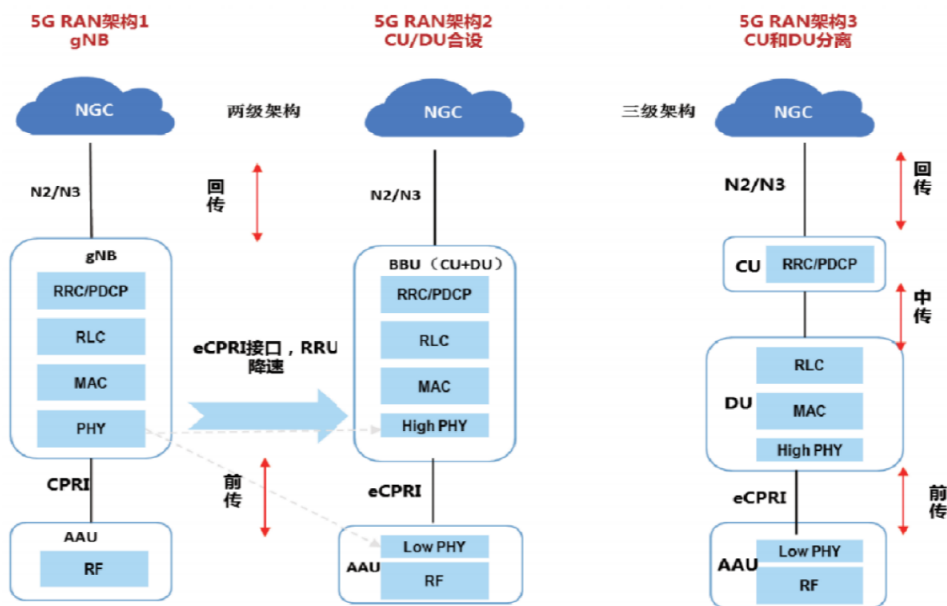 5G RAN架构1
gNB
5G RAN架构2
CU/DU合设
5G RAN架构3
CU和DU分离
NGC
两级架构
NGC
三级架构
NGC
N2/N3
回
传
N2/N3
N2/N3
回
传
gNB
RRC/PDCP
RLC
MAC
PHY
eCPRI接口，RRU
降速
BBU（CU+DU）
RRC/PDCP
RLC
MAC
High PHY
CU
RRC/PDCP
中
传
DU
RLC
MAC
High PHY
CPRI
前
传
eCPRI
eCPRI
前
传
AAU
RF
AAU
Low PHY
RF
AAU
Low PHY
RF